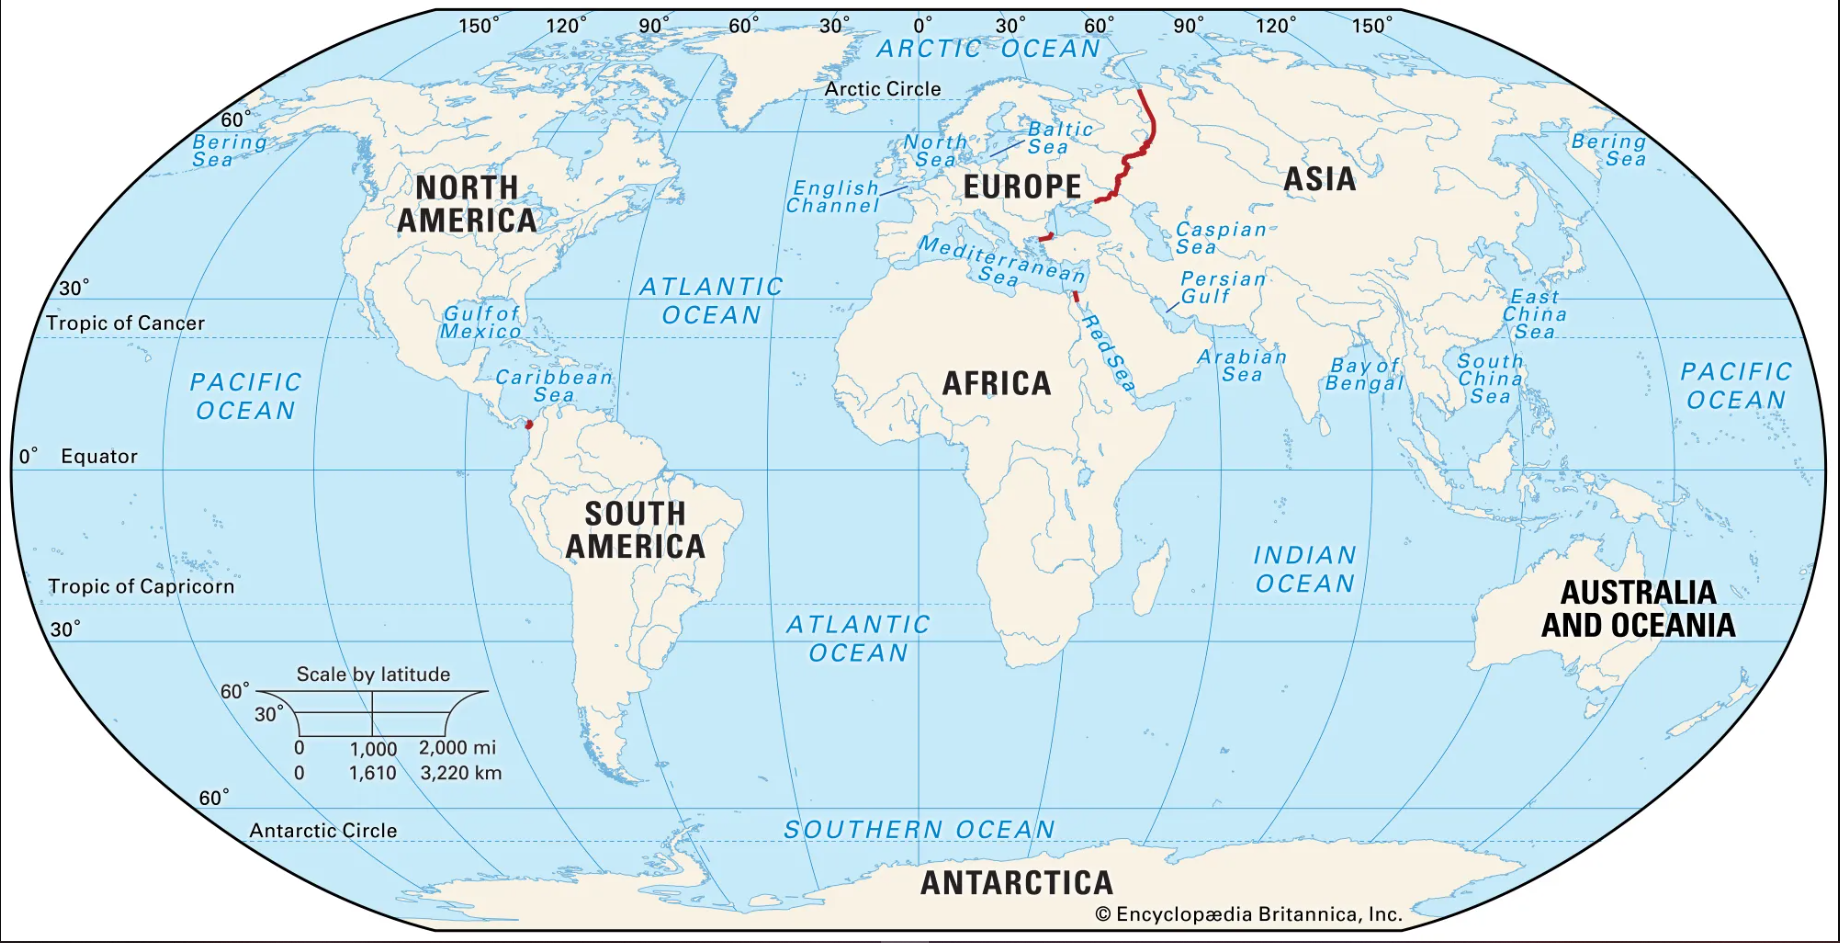 150° 120° 90° 60° 30° 0° 30° 60° 90° 120° 150°
ARCTIC OCEAN
Arctic Circle
60°
Bering
Sea
North
Sea
Baltic
Sea
Bering
Sea
NORTH
AMERICA
English
Channel
EUROPE
ASIA
Caspian
Sea
Mediterranean
Sea
ATLANTIC
OCEAN
Persian
Gulf
30°
Tropic of Cancer
Gulf of
Mexico
East
China
Sea
Red Sea
Arabian
Sea
Bay of
Bengal
South
China
Sea
PACIFIC
OCEAN
Caribbean
Sea
AFRICA
PACIFIC
OCEAN
0° Equator
SOUTH
AMERICA
INDIAN
OCEAN
Tropic of Capricorn
AUSTRALIA
AND OCEANIA
30°
ATLANTIC
OCEAN
Scale by latitude
60°
30°
0 1,000 2,000 mi
0 1,610 3,220 km
60°
Antarctic Circle
SOUTHERN OCEAN
ANTARCTICA
© Encyclopædia Britannica, Inc.